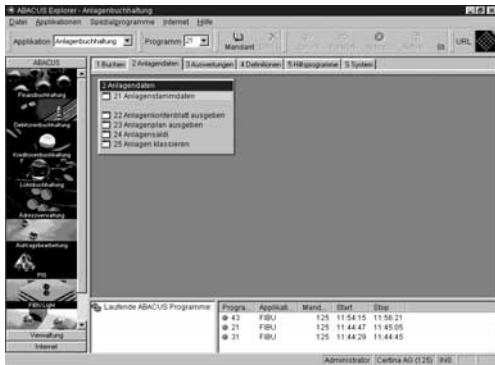 ABACUS Explorer - Anlagenbuchhaltung
Datei Applikationen Spezialprogramme Internet Hilfe
Applikation Anlagenbuchhaltung Programm 21 Mandant URL
ABACUS
1 Buchen 2 Anlagendaten 3 Auswertungen 4 Definitionen 5 Hilfsprogramme 6 System
2 Anlagendaten
21 Anlagenstammdaten
22 Anlagenkontenblatt ausgeben
23 Anlagenplan ausgeben
24 Anlagensaldi
25 Anlagen klassieren
Finanzbuchhaltung
Debitorenbuchhaltung
Kreditorenbuchhaltung
Lohnbuchhaltung
Adressverwaltung
Auftragsbearbeitung
PIS
FIBU Light
Verwaltung
Internet
Laufende ABACUS Programme:
Progra... Applikati... Mand... Start Stop
43 FIBU 125 11:54:15 11:56:21
21 FIBU 125 11:44:47 11:45:05
31 FIBU 125 11:44:29 11:44:45
Administrator Certina AG (125) INS